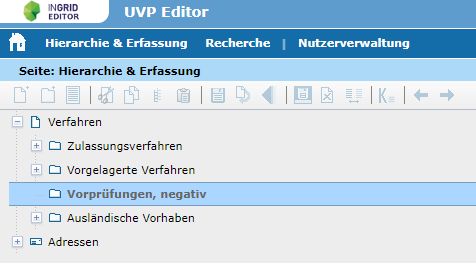 INGRID
EDITOR
UVP Editor
Hierarchie & Erfassung Recherche | Nutzerverwaltung
Seite: Hierarchie & Erfassung
Verfahren
Zulassungsverfahren
Vorgelagerte Verfahren
Vorprüfungen, negativ
Ausländische Vorhaben
Adressen